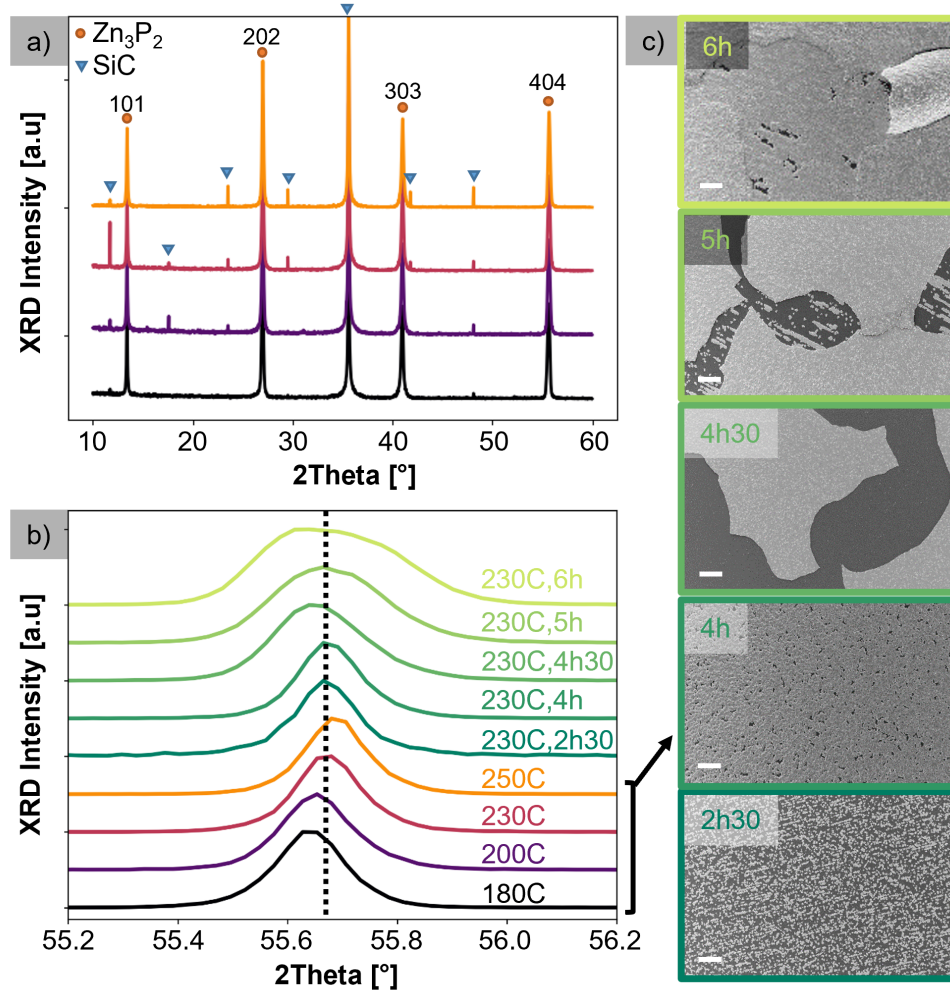 a)
Zn₃P₂
SiC
101
202
303
404
XRD Intensity [a.u]
10 20 30 40 50 60
2Theta [°]
b)
230C,6h
230C,5h
230C,4h30
230C,4h
230C,2h30
250C
230C
200C
180C
XRD Intensity [a.u]
55.2 55.4 55.6 55.8 56.0 56.2
2Theta [°]
c)
6h
5h
4h30
4h
2h30